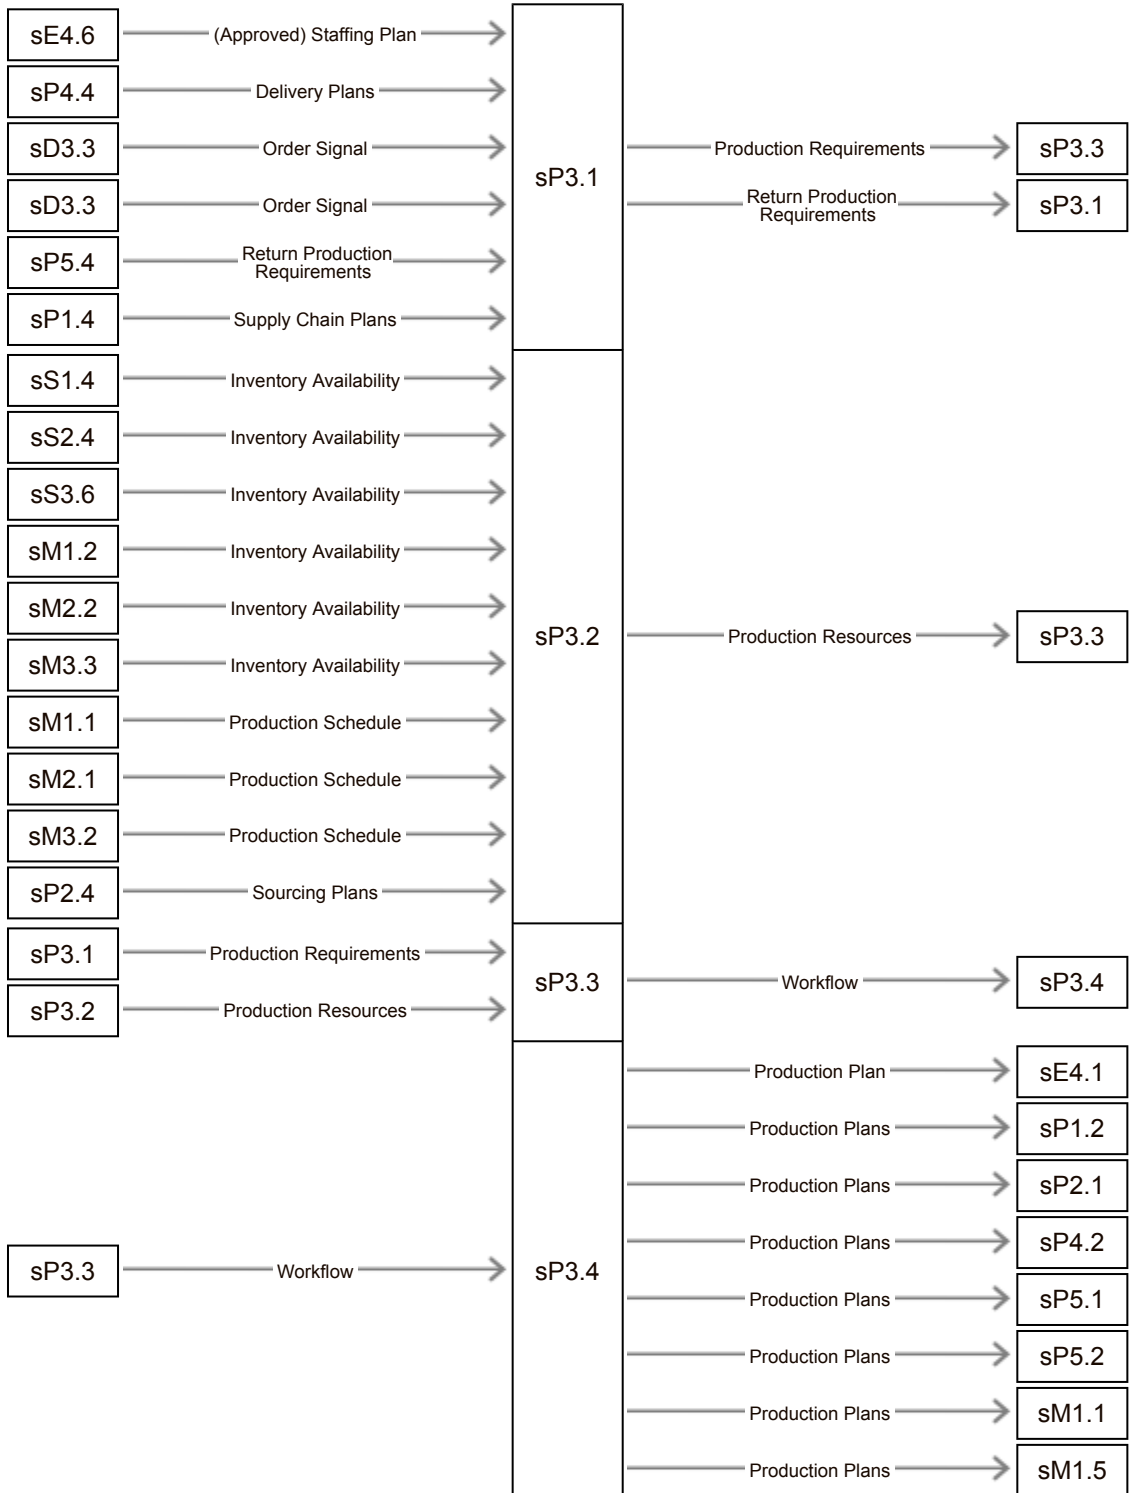 sE4.6 (Approved) Staffing Plan
sP4.4 Delivery Plans
sD3.3 Order Signal
sD3.3 Order Signal
sP5.4 Return Production
Requirements
sP1.4 Supply Chain Plans
sP3.1
Production Requirements sP3.3
Return Production
Requirements
sP3.1
sS1.4 Inventory Availability
sS2.4 Inventory Availability
sS3.6 Inventory Availability
sM1.2 Inventory Availability
sM2.2 Inventory Availability
sM3.3 Inventory Availability
sM1.1 Production Schedule
sM2.1 Production Schedule
sM3.2 Production Schedule
sP2.4 Sourcing Plans
sP3.2
Production Resources sP3.3
sP3.1 Production Requirements
sP3.2 Production Resources
sP3.3
Workflow sP3.4
sP3.3 Workflow
sP3.4
Production Plan sE4.1
Production Plans sP1.2
Production Plans sP2.1
Production Plans sP4.2
Production Plans sP5.1
Production Plans sP5.2
Production Plans sM1.1
Production Plans sM1.5